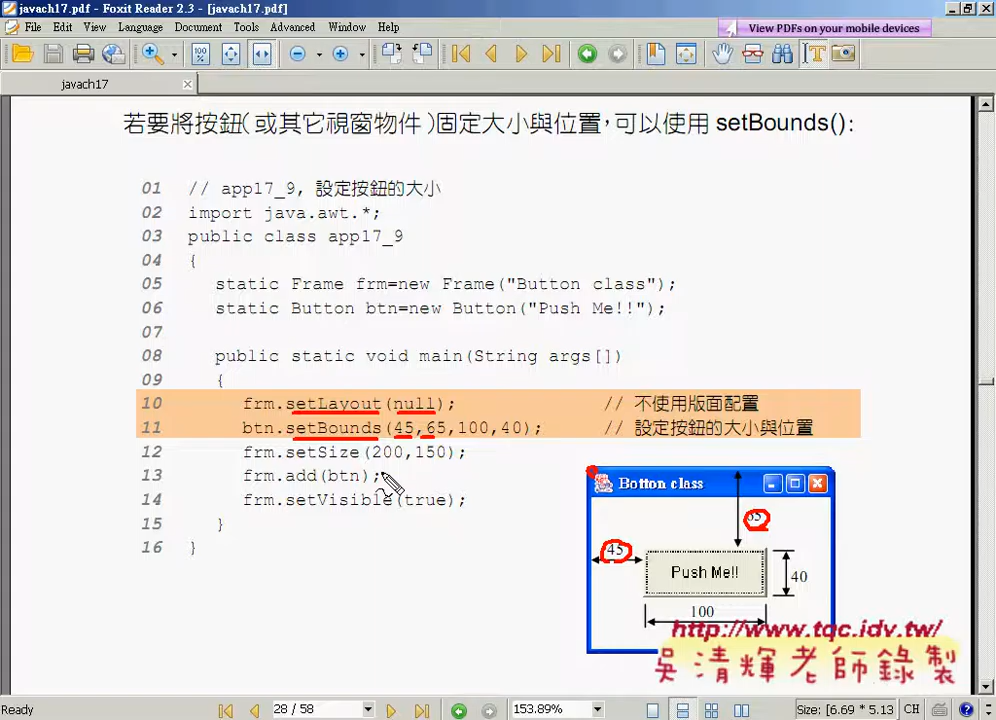 javach17.pdf - Foxit Reader 2.3 - [javach17.pdf]
File Edit View Language Document Tools Advanced Window Help
View PDFs on your mobile devices
javach17
若要將按鈕(或其它視窗物件)固定大小與位置,可以使用 setBounds():
01 // app17_9, 設定按鈕的大小
02 import java.awt.*;
03 public class app17_9
04 {
05 static Frame frm=new Frame("Button class");
06 static Button btn=new Button("Push Me!!");
07
08 public static void main(String args[])
09 {
10 frm.setLayout(null); // 不使用版面配置
11 btn.setBounds(45,65,100,40); // 設定按鈕的大小與位置
12 frm.setSize(200,150);
13 frm.add(btn);
14 frm.setVisible(true);
15 }
16 }
Botton class
65
45
Push Me!!
40
100
http://www.tqc.idv.tw/
吳清輝老師錄製
Ready
28 / 58
153.89%
Size: [6.69 * 5.13
CH